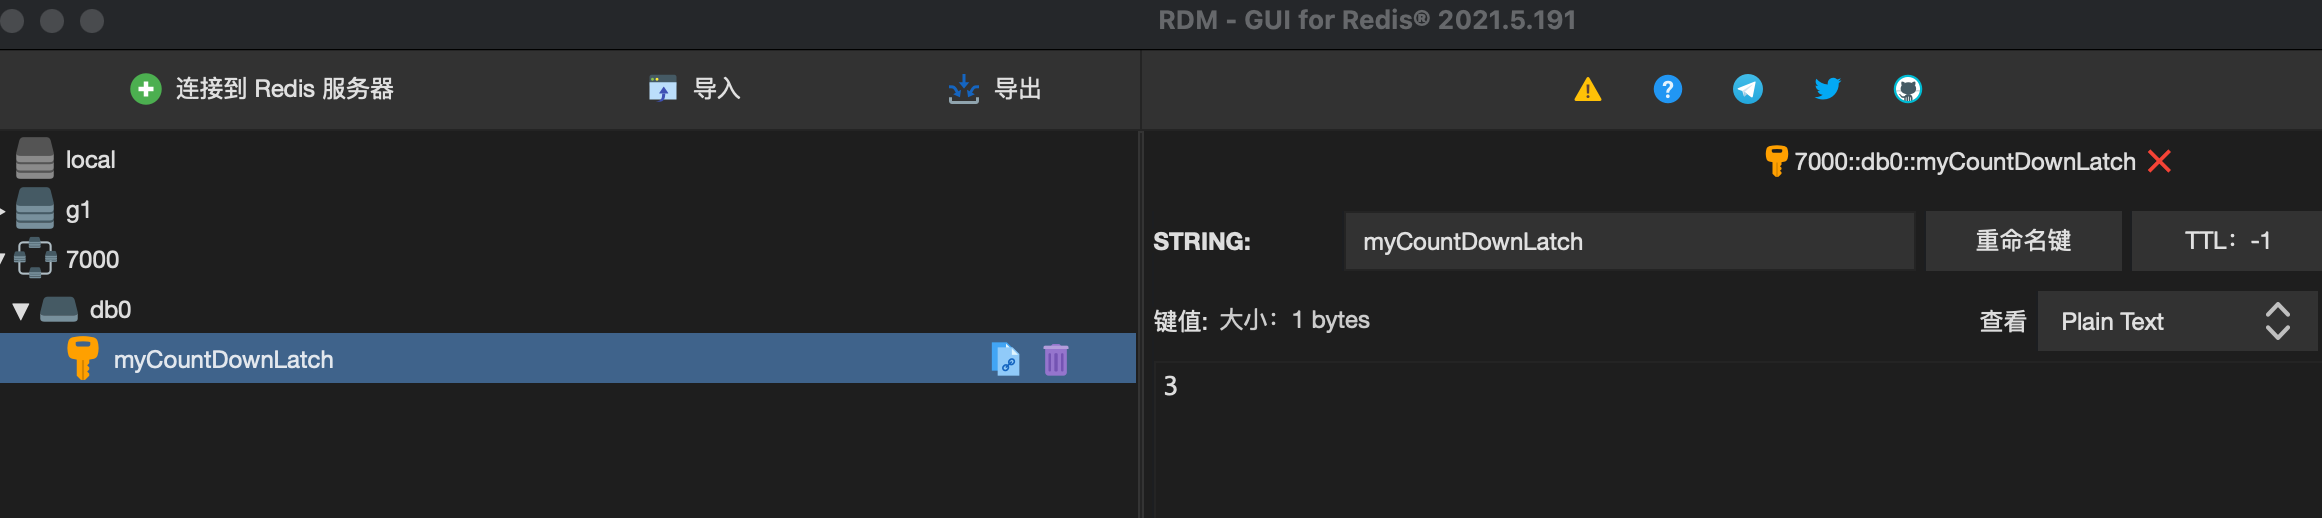 RDM - GUI for Redis® 2021.5.191
连接到 Redis 服务器
导入
导出
local
g1
7000
db0
myCountDownLatch
7000::db0::myCountDownLatch
STRING:
myCountDownLatch
重命名键
TTL：-1
键值:
大小：1 bytes
查看
Plain Text
3